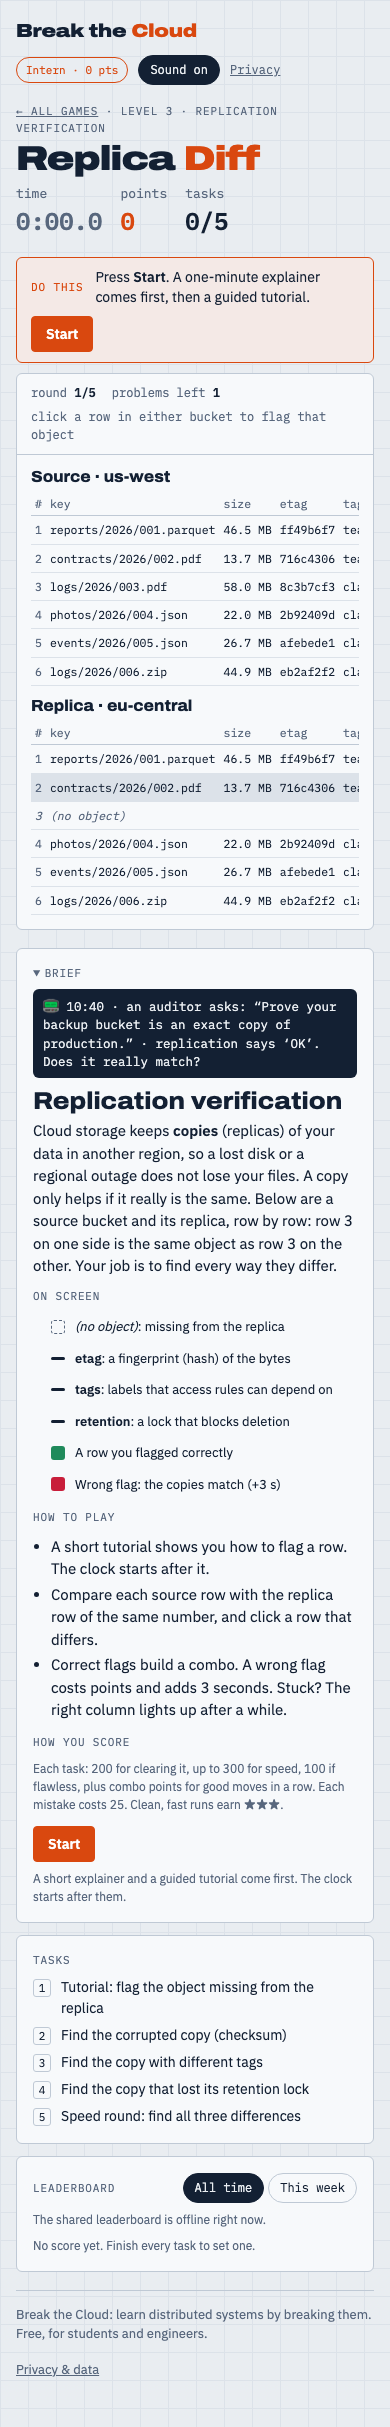 Break the Cloud
Intern · 0 pts
Sound on
Privacy
← ALL GAMES · LEVEL 3 · REPLICATION
VERIFICATION
Replica Diff
time points tasks
0:00.0 0 0/5
DO THIS
Press Start. A one-minute explainer
comes first, then a guided tutorial.
Start
round 1/5 problems left 1
click a row in either bucket to flag that
object
Source · us-west
# key size etag
1 reports/2026/001.parquet 46.5 MB ff49b6f7
2 contracts/2026/002.pdf 13.7 MB 716c4306
3 logs/2026/003.pdf 58.0 MB 8c3b7cf3
4 photos/2026/004.json 22.0 MB 2b92409d
5 events/2026/005.json 26.7 MB afebede1
6 logs/2026/006.zip 44.9 MB eb2af2f2
Replica · eu-central
# key size etag
1 reports/2026/001.parquet 46.5 MB ff49b6f7
2 contracts/2026/002.pdf 13.7 MB 716c4306
3 (no object)
4 photos/2026/004.json 22.0 MB 2b92409d
5 events/2026/005.json 26.7 MB afebede1
6 logs/2026/006.zip 44.9 MB eb2af2f2
▾ BRIEF
10:40 · an auditor asks: “Prove your
backup bucket is an exact copy of
production.” · replication says ‘OK’.
Does it really match?
Replication verification
Cloud storage keeps copies (replicas) of your
data in another region, so a lost disk or a
regional outage does not lose your files. A copy
only helps if it really is the same. Below are a
source bucket and its replica, row by row: row 3
on one side is the same object as row 3 on the
other. Your job is to find every way they differ.
ON SCREEN
(no object): missing from the replica
etag: a fingerprint (hash) of the bytes
tags: labels that access rules can depend on
retention: a lock that blocks deletion
A row you flagged correctly
Wrong flag: the copies match (+3 s)
HOW TO PLAY
• A short tutorial shows you how to flag a row.
The clock starts after it.
• Compare each source row with the replica
row of the same number, and click a row that
differs.
• Correct flags build a combo. A wrong flag
costs points and adds 3 seconds. Stuck? The
right column lights up after a while.
HOW YOU SCORE
Each task: 200 for clearing it, up to 300 for speed, 100 if
flawless, plus combo points for good moves in a row. Each
mistake costs 25. Clean, fast runs earn ★★★.
Start
A short explainer and a guided tutorial come first. The clock
starts after them.
TASKS
1 Tutorial: flag the object missing from the
replica
2 Find the corrupted copy (checksum)
3 Find the copy with different tags
4 Find the copy that lost its retention lock
5 Speed round: find all three differences
LEADERBOARD
All time
This week
The shared leaderboard is offline right now.
No score yet. Finish every task to set one.
Break the Cloud: learn distributed systems by breaking them.
Free, for students and engineers.
Privacy & data